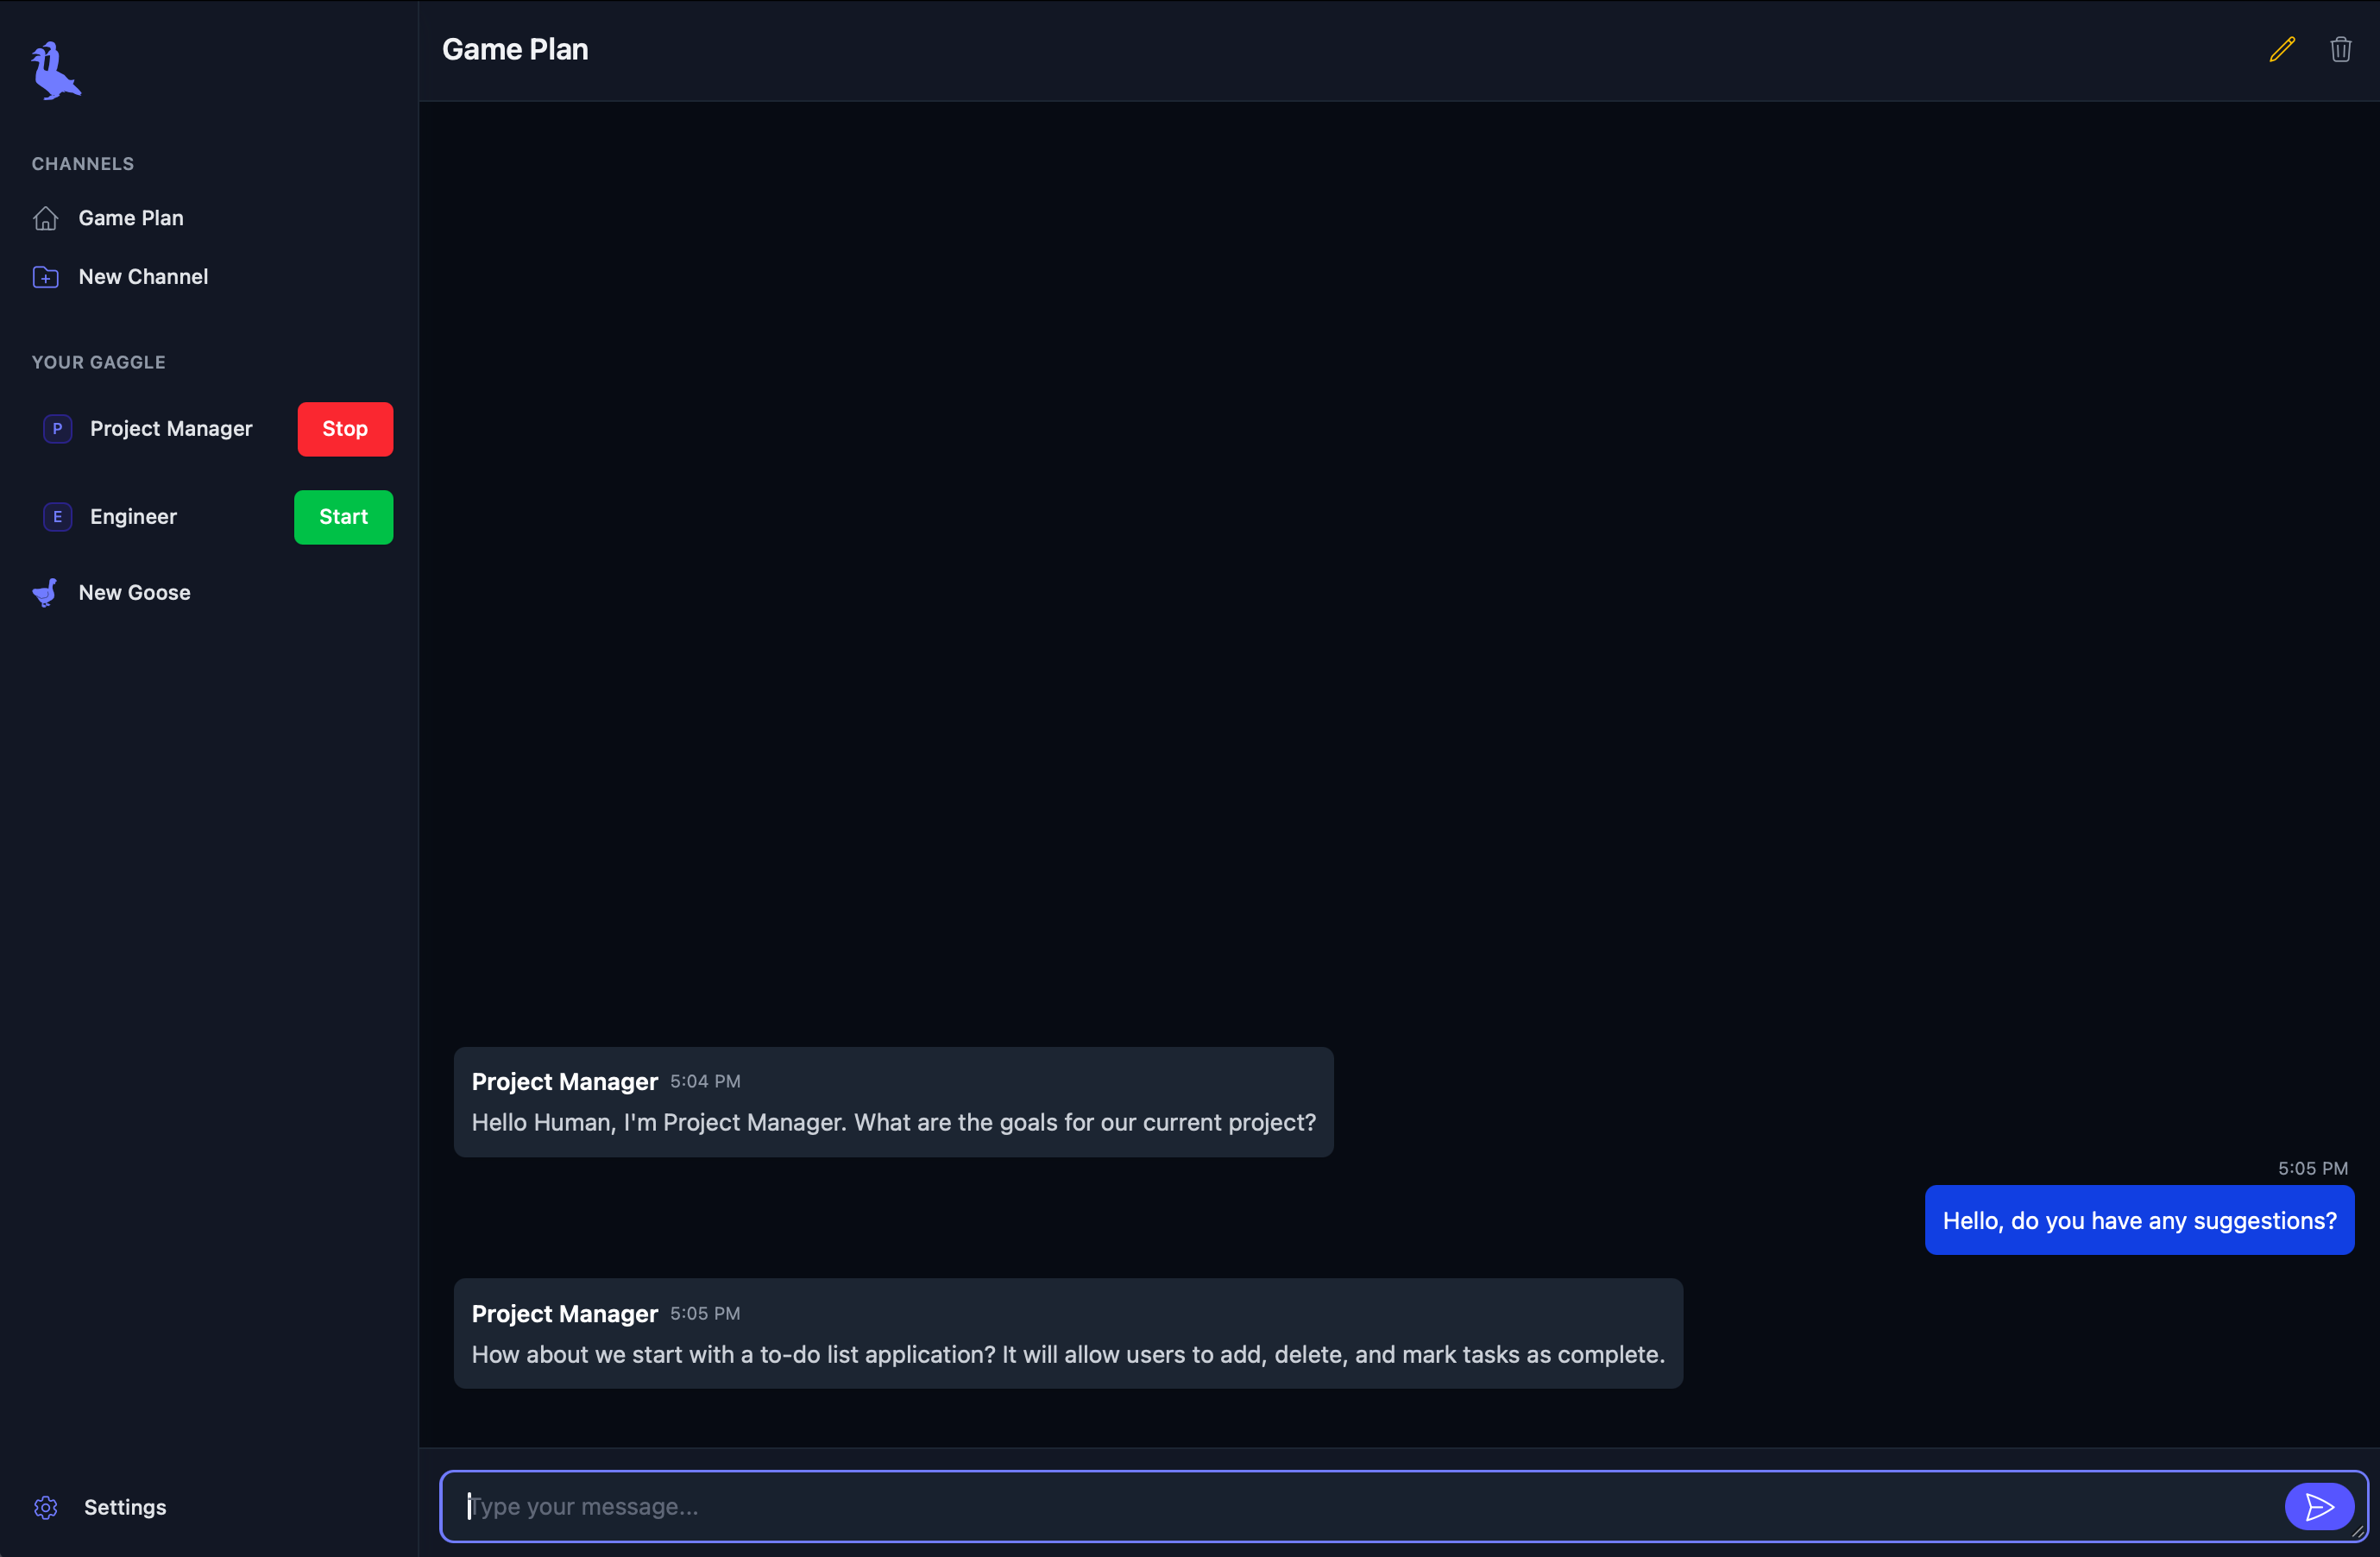 CHANNELS
Game Plan
New Channel
YOUR GAGGLE
P Project Manager Stop
E Engineer Start
New Goose
Settings
Game Plan
Project Manager 5:04 PM
Hello Human, I'm Project Manager. What are the goals for our current project?
5:05 PM
Hello, do you have any suggestions?
Project Manager 5:05 PM
How about we start with a to-do list application? It will allow users to add, delete, and mark tasks as complete.
Type your message...